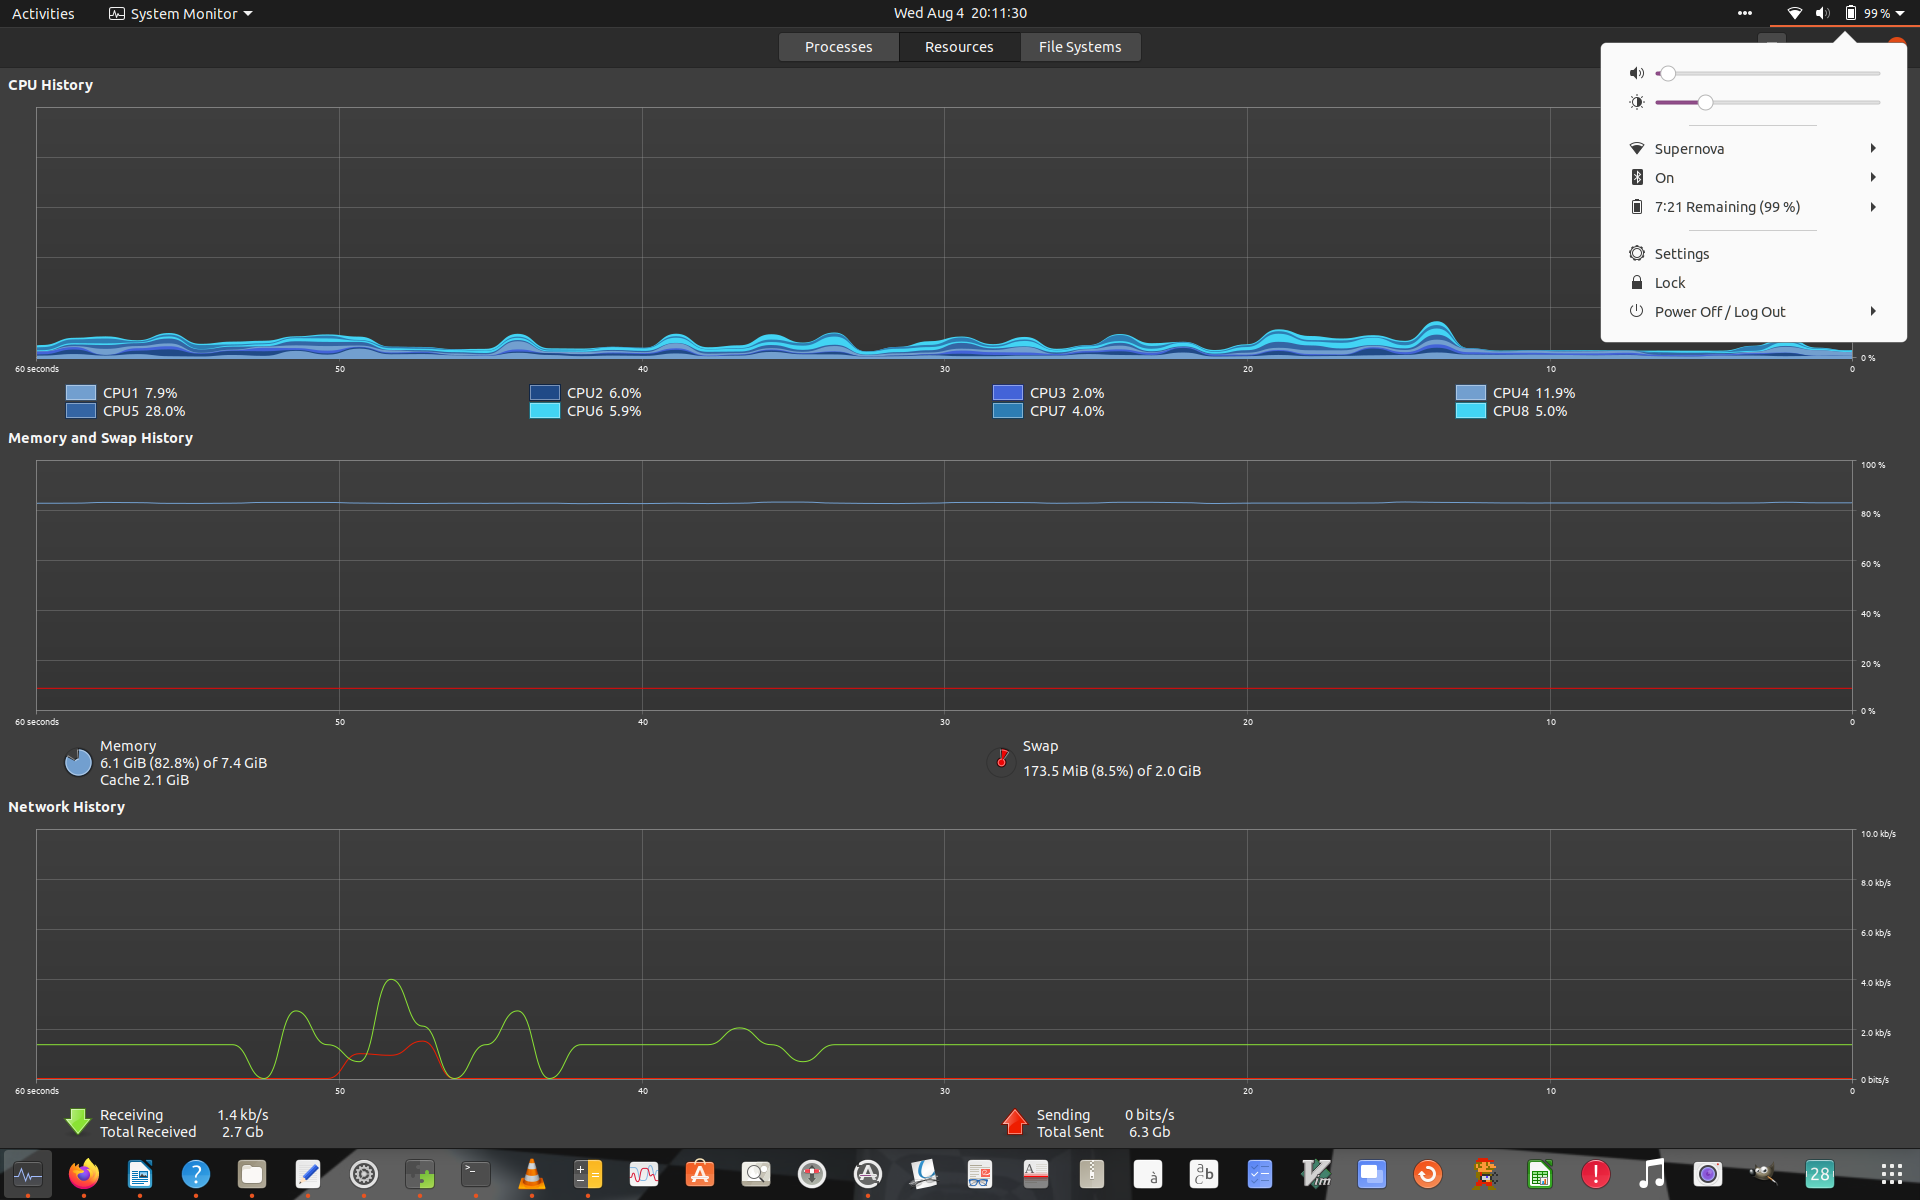 Activities
System Monitor
Wed Aug 4 20:11:30
99 %
Processes
Resources
File Systems
Supernova
On
7:21 Remaining (99 %)
Settings
Lock
Power Off / Log Out
CPU History
0 %
60 seconds 50 40 30 20 10 0
CPU1 7.9% CPU2 6.0% CPU3 2.0% CPU4 11.9%
CPU5 28.0% CPU6 5.9% CPU7 4.0% CPU8 5.0%
Memory and Swap History
100 %
80 %
60 %
40 %
20 %
0 %
60 seconds 50 40 30 20 10 0
Memory
6.1 GiB (82.8%) of 7.4 GiB
Cache 2.1 GiB
Swap
173.5 MiB (8.5%) of 2.0 GiB
Network History
10.0 kb/s
8.0 kb/s
6.0 kb/s
4.0 kb/s
2.0 kb/s
0 bits/s
60 seconds 50 40 30 20 10 0
Receiving 1.4 kb/s
Total Received 2.7 Gb
Sending 0 bits/s
Total Sent 6.3 Gb
?
>_
A
à
a b c
Vim
!
28